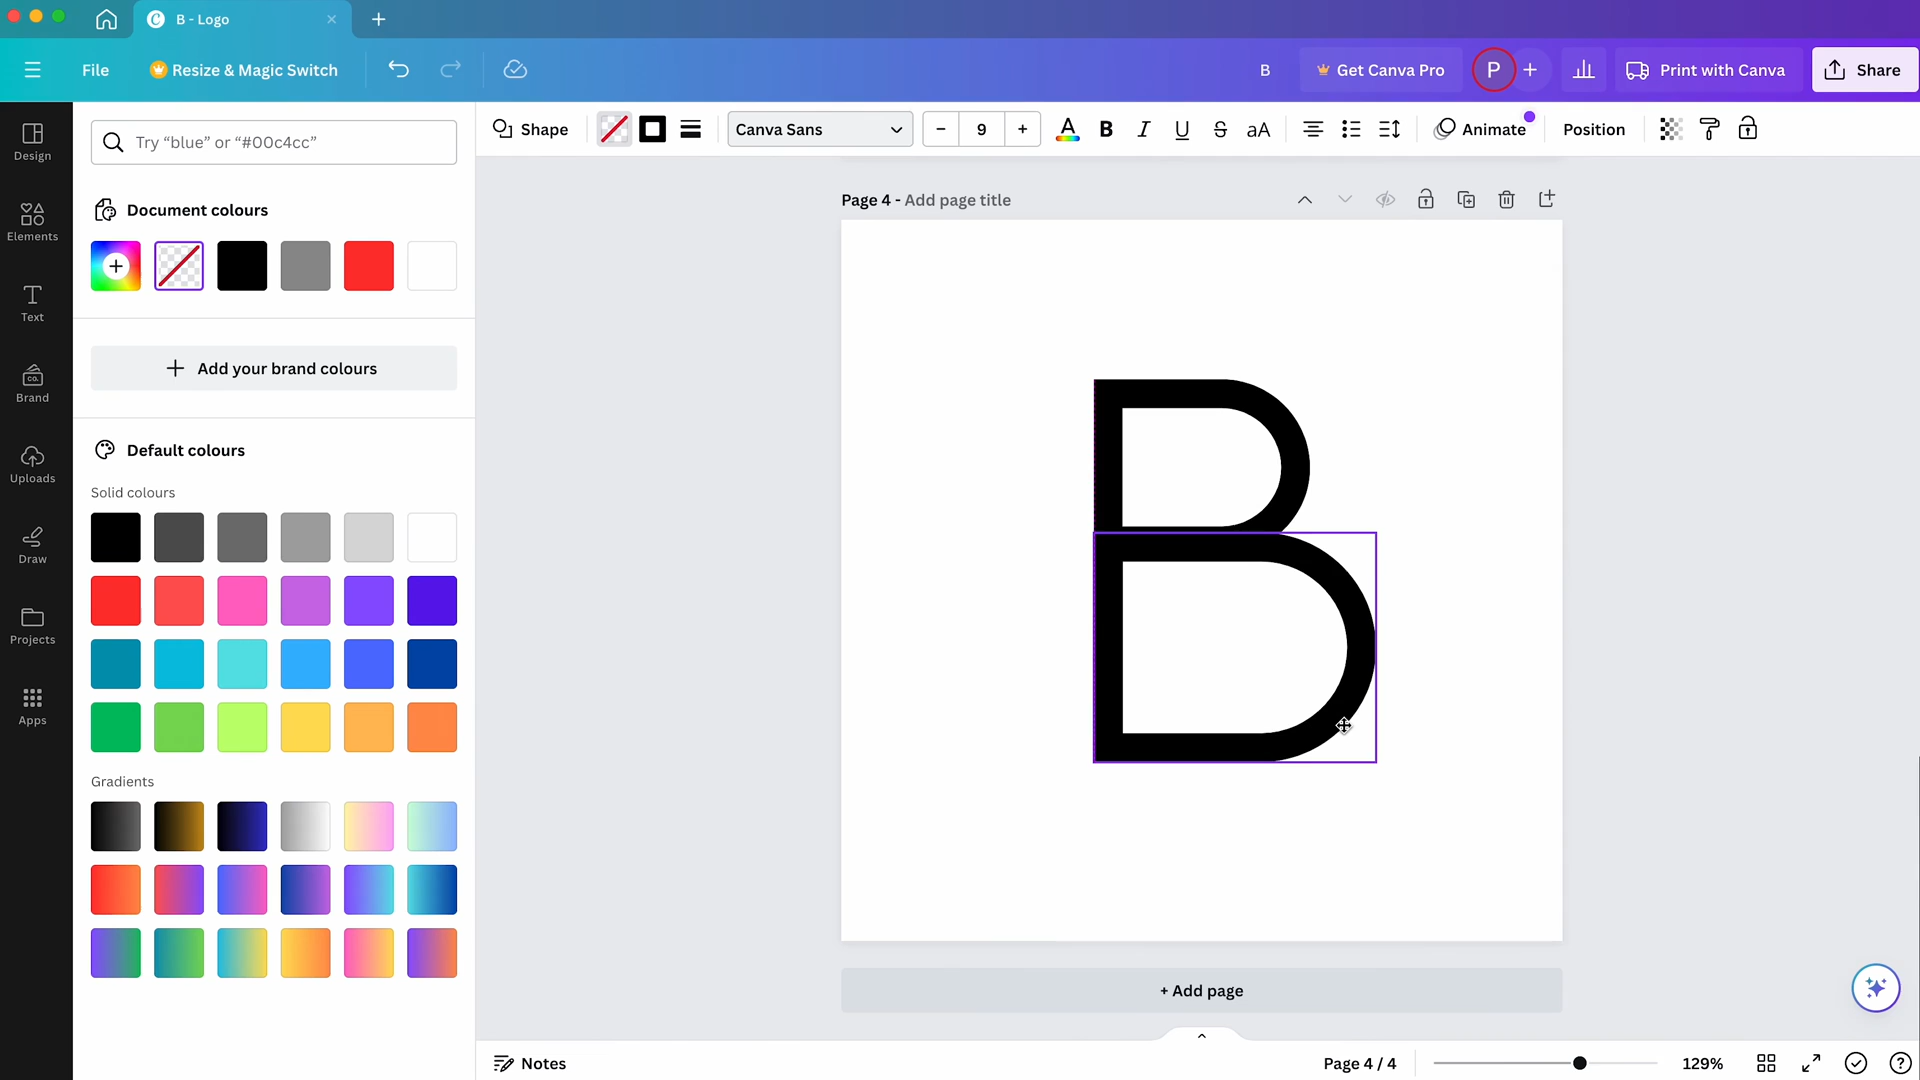 B - Logo
File
Resize & Magic Switch
B
Get Canva Pro
P
Print with Canva
Share
Design
Elements
Text
Brand
CO.
Uploads
Draw
Projects
Apps
Try “blue” or “#00c4cc”
Document colours
Add your brand colours
Default colours
Solid colours
Gradients
Shape
Canva Sans
9
A
B
I
U
S
aA
Animate
Position
Page 4 - Add page title
B
+ Add page
Notes
Page 4 / 4
129%